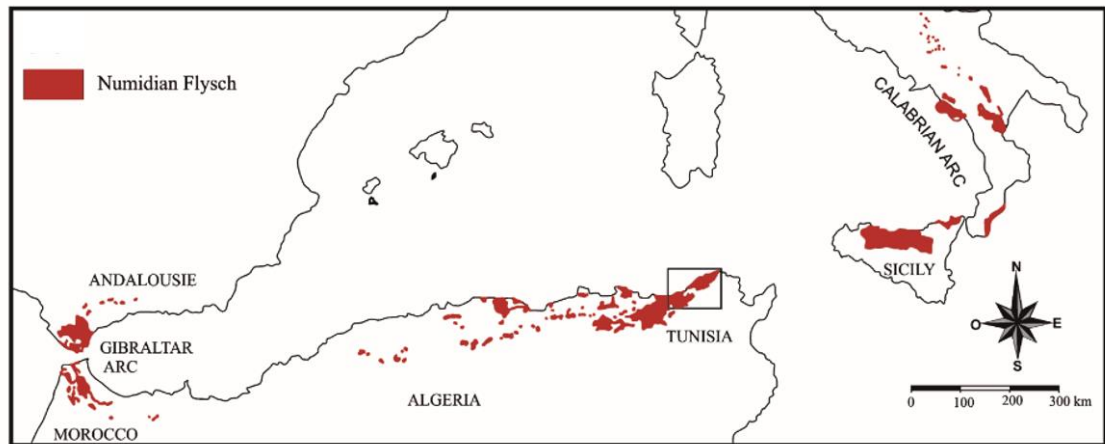 Numidian Flysch
CALABRIAN ARC
ANDALOUSIE
GIBRALTAR
ARC
MOROCCO
ALGERIA
TUNISIA
SICILY
N
O
E
S
0 100 200 300 km